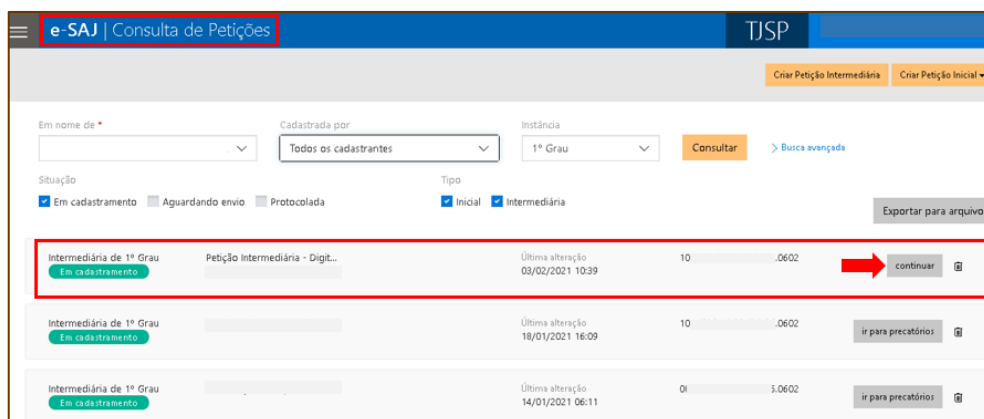 e-SAJ | Consulta de Petições
TJSP
Criar Petição Intermediária
Criar Petição Inicial
Em nome de *
Cadastrada por
Instância
Todos os cadastrantes
1º Grau
Consultar
Busca avançada
Situação
Tipo
Em cadastramento
Aguardando envio
Protocolada
Inicial
Intermediária
Exportar para arquivo
Intermediária de 1º Grau
Petição Intermediária - Digit...
Última alteração
10 .0602
continuar
Em cadastramento
03/02/2021 10:39
Intermediária de 1º Grau
Última alteração
10 .0602
ir para precatórios
Em cadastramento
18/01/2021 16:09
Intermediária de 1º Grau
Última alteração
.0602
ir para precatórios
Em cadastramento
14/01/2021 06:11